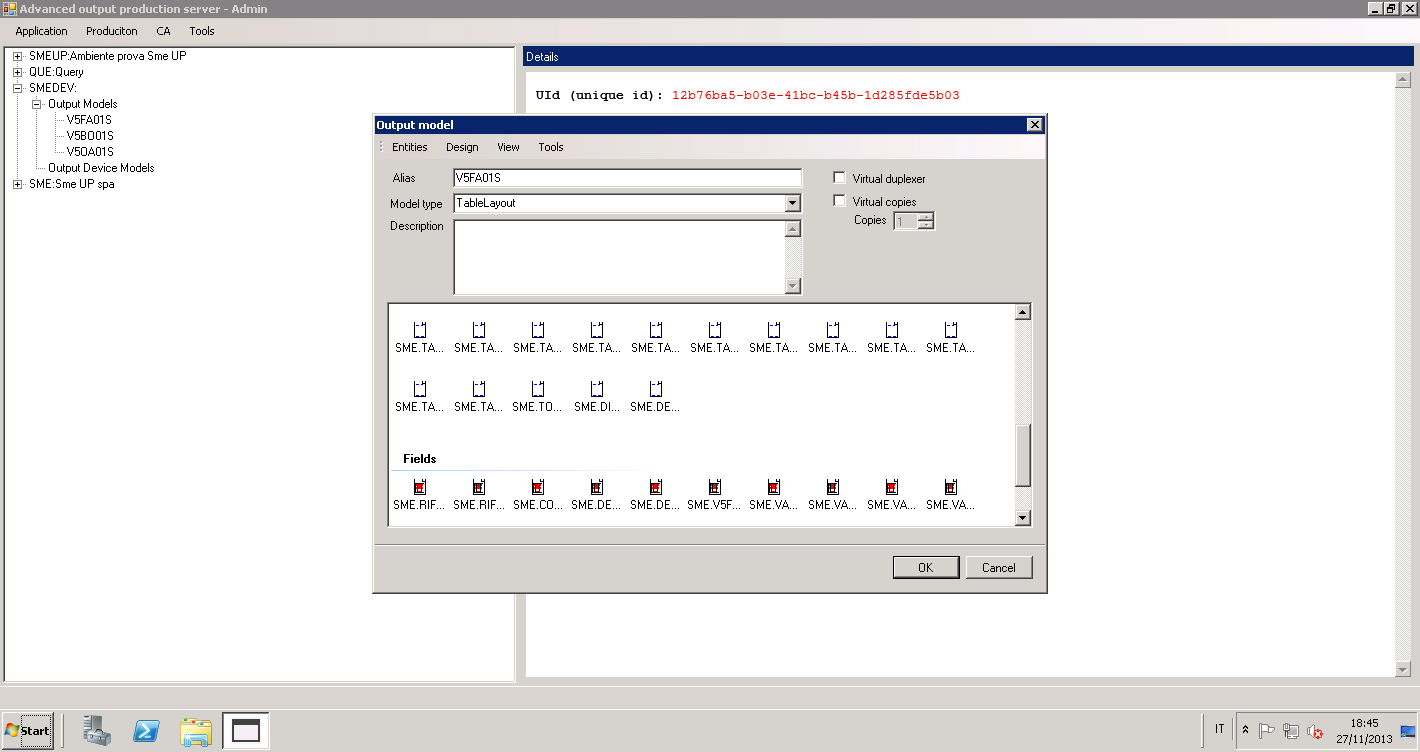 Advanced output production server - Admin
Application Produciton CA Tools
SMEUP:Ambiente prova Sme UP
QUE:Query
SMEDEV:
Output Models
V5FA01S
V5BO01S
V5OA01S
Output Device Models
SME:Sme UP spa
Details
UId (unique id): 12b76ba5-b03e-41bc-b45b-1d285fde5b03
Output model
Entities Design View Tools
Alias V5FA01S
Virtual duplexer
Model type TableLayout
Virtual copies
Copies 1
Description
SME.TA... SME.TA... SME.TA... SME.TA... SME.TA... SME.TA... SME.TA... SME.TA... SME.TA... SME.TA...
SME.TA... SME.TA... SME.TO... SME.DI... SME.DE...
Fields
SME.RIF... SME.RIF... SME.CO... SME.DE... SME.DE... SME.V5F... SME.VA... SME.VA... SME.VA... SME.VA...
OK Cancel
Start
IT
18:45
27/11/2013